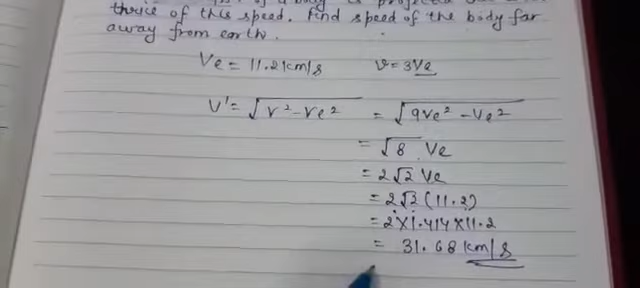 thrice of this speed. Find speed of the body far
away from earth.
Ve = 11.2 km/s v = 3Ve
V' = √v² - Ve² = √9Ve² - Ve²
= √8 Ve
= 2√2 Ve
= 2√2 (11.2)
= 2 × 1.414 × 11.2
= 31.68 km/s